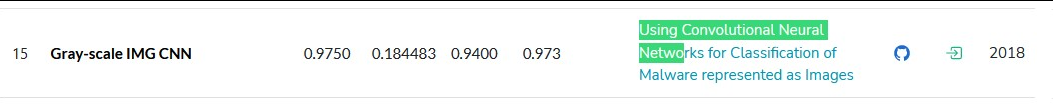 15 Gray-scale IMG CNN 0.9750 0.184483 0.9400 0.973 Using Convolutional Neural
Networks for Classification of
Malware represented as Images 2018